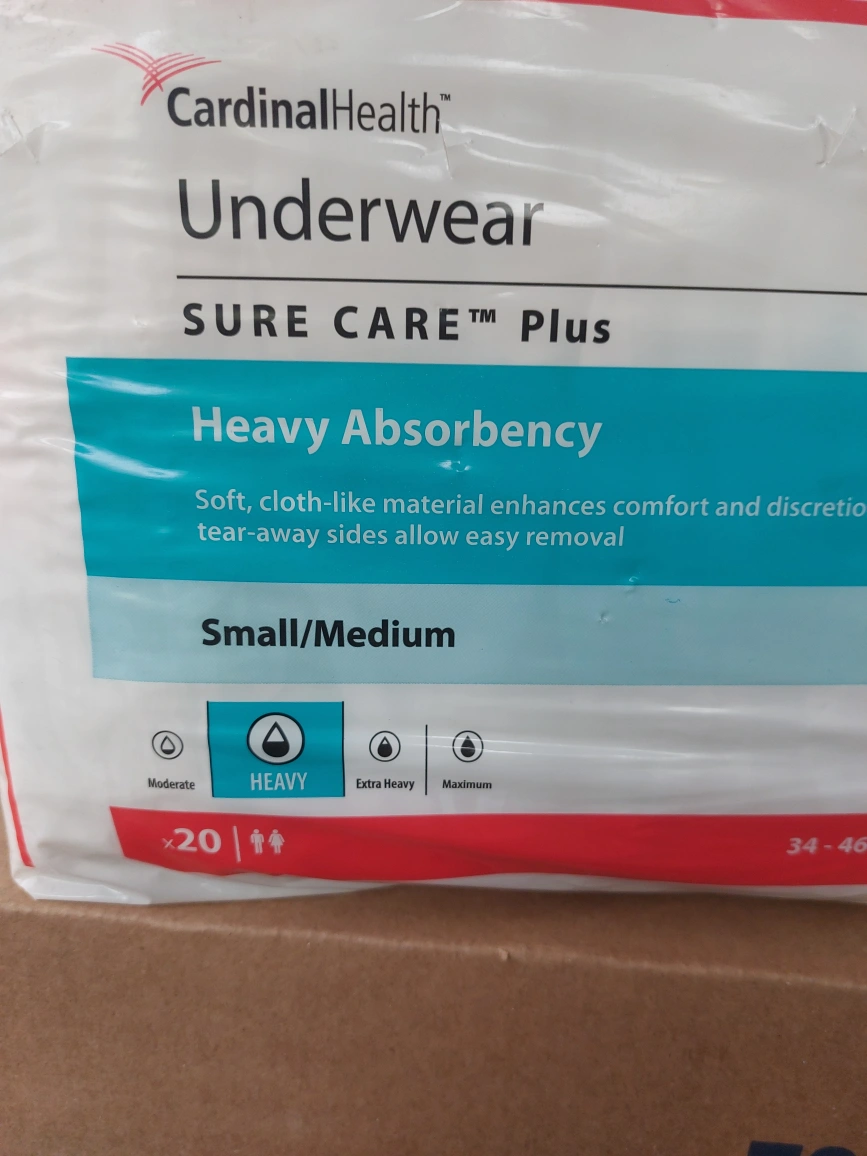 CardinalHealth™
Underwear
SURE CARE™ Plus
Heavy Absorbency
Soft, cloth-like material enhances comfort and discretio
tear-away sides allow easy removal
Small/Medium
Moderate HEAVY Extra Heavy Maximum
x20 34 - 46